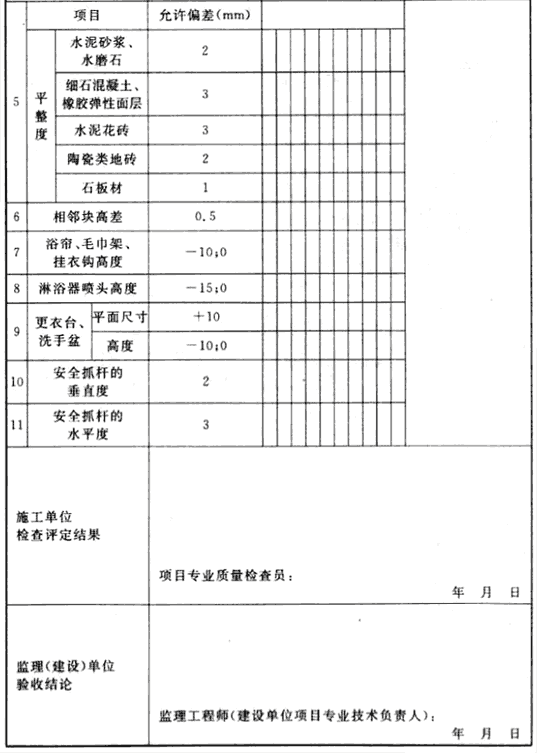 项目 允许偏差(mm)
5
平整度
水泥砂浆、
水磨石
2
细石混凝土、
橡胶弹性面层
3
水泥花砖 3
陶瓷类地砖 2
石板材 1
6 相邻块高差 0.5
7
浴帘、毛巾架、
挂衣钩高度
－10;0
8 淋浴器喷头高度 －15;0
9
更衣台、
洗手盆
平面尺寸 +10
高度 －10;0
10
安全抓杆的
垂直度
2
11
安全抓杆的
水平度
3
施工单位
检查评定结果
项目专业质量检查员：
年 月 日
监理(建设)单位
验收结论
监理工程师(建设单位项目专业技术负责人)：
年 月 日